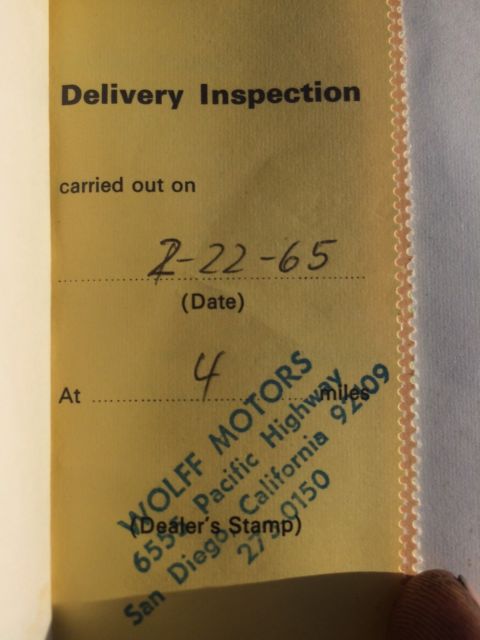 Delivery Inspection
carried out on
2-22-65
(Date)
At 4 miles
WOLFF MOTORS
Pacific Highway
San Diego, California 92109
(Dealer's Stamp)